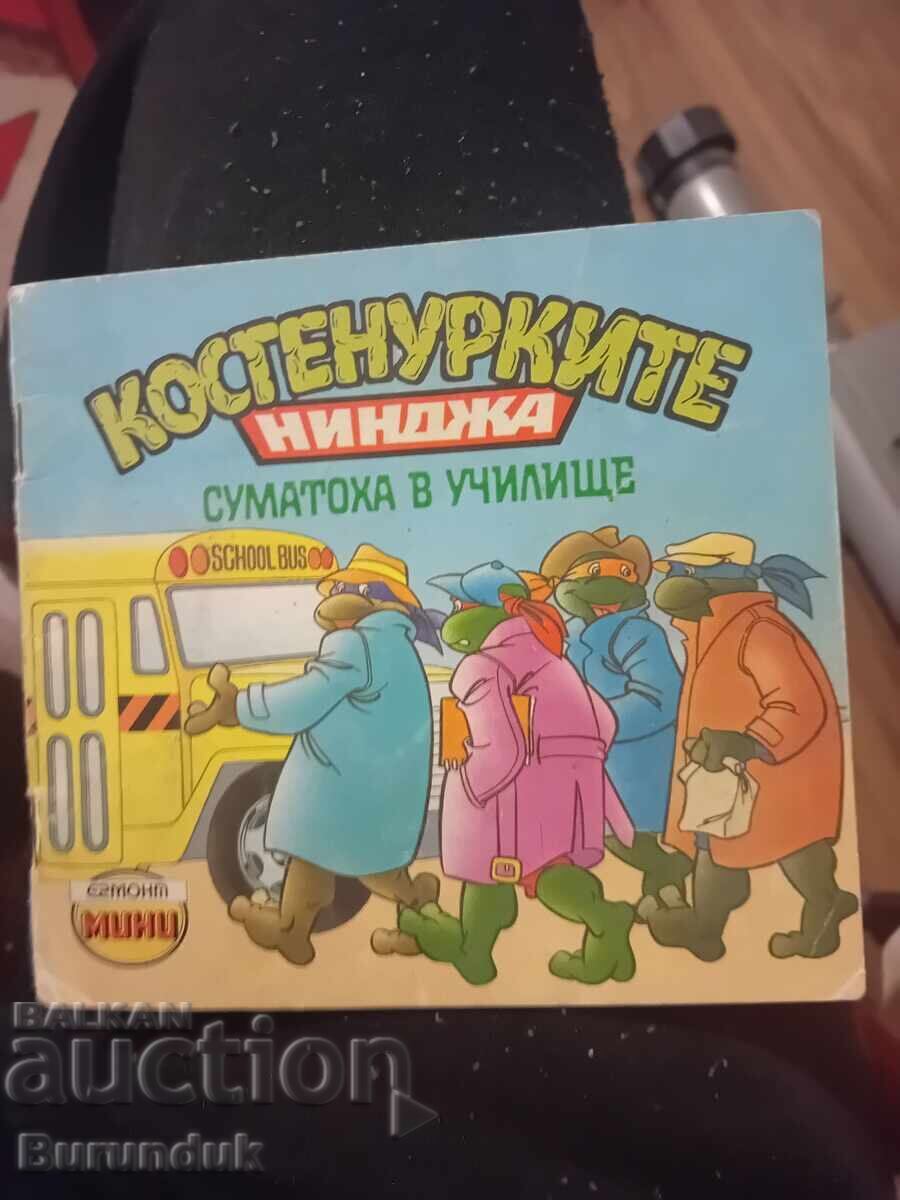 КОСТЕНУРКИТЕ
НИНДЖА
СУМАТОХА В УЧИЛИЩЕ
SCHOOL BUS
ЕГМОНТ
МИНИ
BALKAN
auction
Burunduk